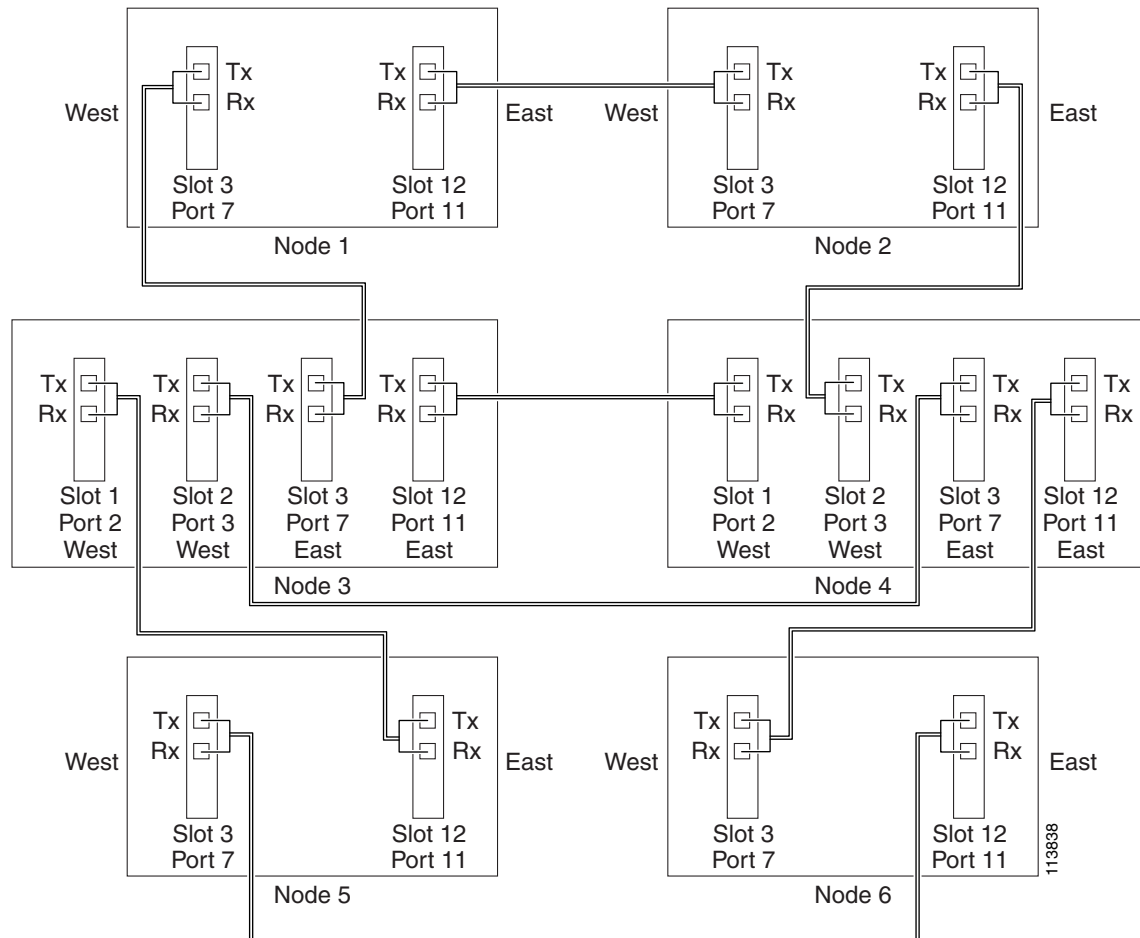 Tx
Rx
West
Slot 3
Port 7
Tx
Rx
East
Slot 12
Port 11
Node 1
Tx
Rx
West
Slot 3
Port 7
Tx
Rx
East
Slot 12
Port 11
Node 2
Tx
Rx
Slot 1
Port 2
West
Tx
Rx
Slot 2
Port 3
West
Tx
Rx
Slot 3
Port 7
East
Tx
Rx
Slot 12
Port 11
East
Node 3
Tx
Rx
Slot 1
Port 2
West
Tx
Rx
Slot 2
Port 3
West
Tx
Rx
Slot 3
Port 7
East
Tx
Rx
Slot 12
Port 11
East
Node 4
Tx
Rx
West
Slot 3
Port 7
Tx
Rx
East
Slot 12
Port 11
Node 5
Tx
Rx
West
Slot 3
Port 7
Tx
Rx
East
Slot 12
Port 11
Node 6
113838